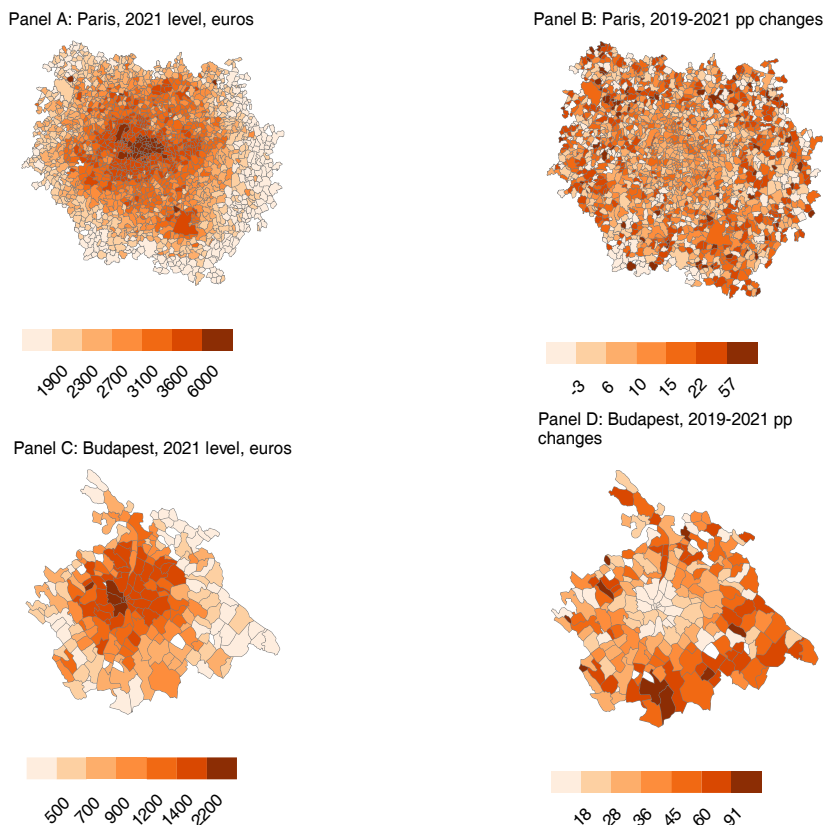 Panel A: Paris, 2021 level, euros
Panel B: Paris, 2019-2021 pp changes
1900 2300 2700 3100 3600 6000
-3 6 10 15 22 57
Panel C: Budapest, 2021 level, euros
Panel D: Budapest, 2019-2021 pp
changes
500 700 900 1200 1400 2200
18 28 36 45 60 91